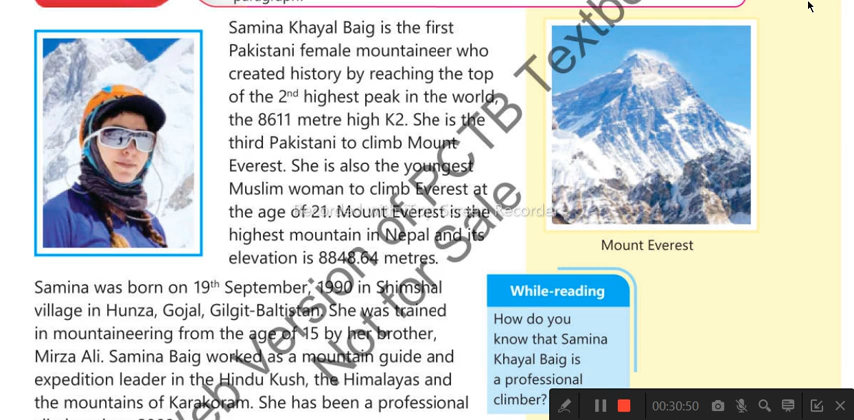 paragraph.
Samina Khayal Baig is the first
Pakistani female mountaineer who
created history by reaching the top
of the 2nd highest peak in the world,
the 8611 metre high K2. She is the
third Pakistani to climb Mount
Everest. She is also the youngest
Muslim woman to climb Everest at
the age of 21. Mount Everest is the
highest mountain in Nepal and its
elevation is 8848.64 metres.
Mount Everest
Samina was born on 19th September, 1990 in Shimshal
village in Hunza, Gojal, Gilgit-Baltistan. She was trained
in mountaineering from the age of 15 by her brother,
Mirza Ali. Samina Baig worked as a mountain guide and
expedition leader in the Hindu Kush, the Himalayas and
the mountains of Karakoram. She has been a professional
While-reading
How do you
know that Samina
Khayal Baig is
a professional
climber?
Web Version of PCTB Textbo
Not for Sale
00:30:50